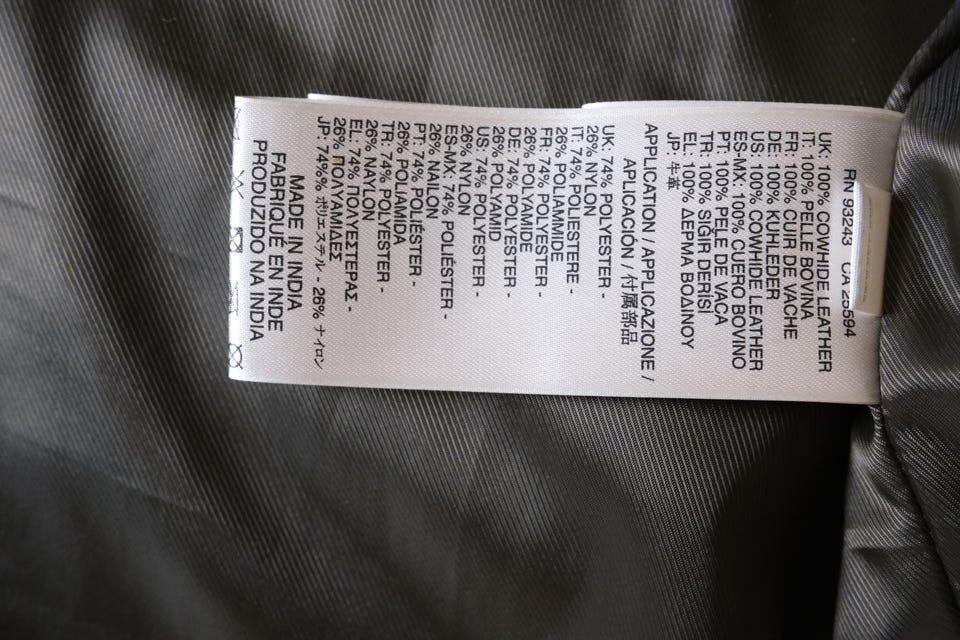 RN 93243 CA
UK: 100% COWHIDE LEATHER
IT: 100% PELLE BOVINA
FR: 100% CUIR DE VACHE
DE: 100% KUHLEDER
US: 100% COWHIDE LEATHER
ES-MX: 100% CUERO BOVINO
PT: 100% PELE DE VACA
TR: 100% SIĞIR DERİSİ
EL: 100% ΔΕΡΜΑ ΒΟΔΙΝΟΥ
JP: 牛革
APPLICATION / APPLICAZIONE /
APLICACIÓN / 付属部品
UK: 74% POLYESTER -
26% NYLON
IT: 74% POLIESTERE -
26% POLIAMMIDE
FR: 74% POLYESTER -
26% POLYAMIDE
DE: 74% POLYESTER -
26% POLYAMID
US: 74% POLYESTER -
26% NYLON
ES-MX: 74% POLIÉSTER -
26% NAILON
PT: 74% POLIÉSTER -
26% POLIAMIDA
TR: 74% POLYESTER -
26% NAYLON
EL: 74% ΠΟΛΥΕΣΤΕΡΑΣ -
26% ΠΟΛΥΑΜΙΔΕΣ
JP: 74%% ポリエステル - 26% ナイロン
MADE IN INDIA
FABRIQUÉ EN INDE
PRODUZIDO NA INDIA